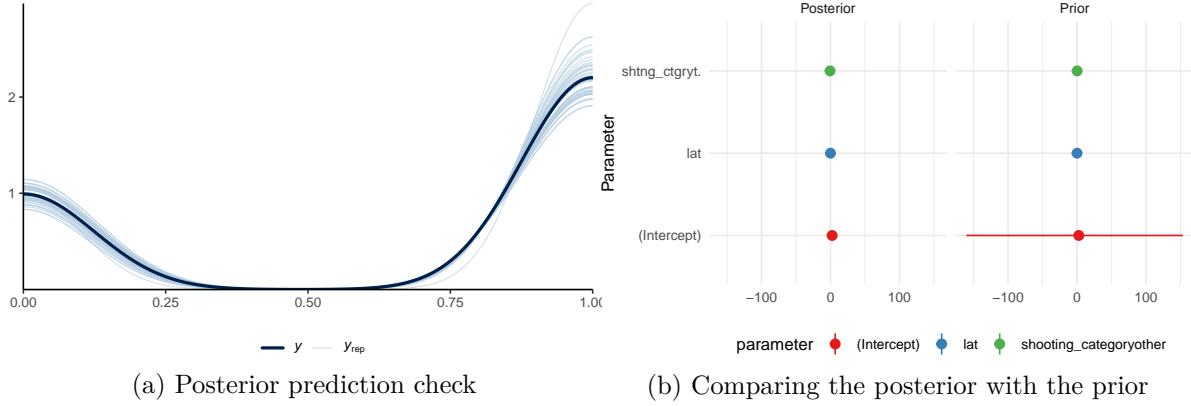 2
1
0.00 0.25 0.50 0.75 1.00
y yrep
(a) Posterior prediction check
Posterior Prior
Parameter
shtng_ctgryt.
lat
(Intercept)
−100 0 100 −100 0 100
parameter (Intercept) lat shooting_categoryother
(b) Comparing the posterior with the prior